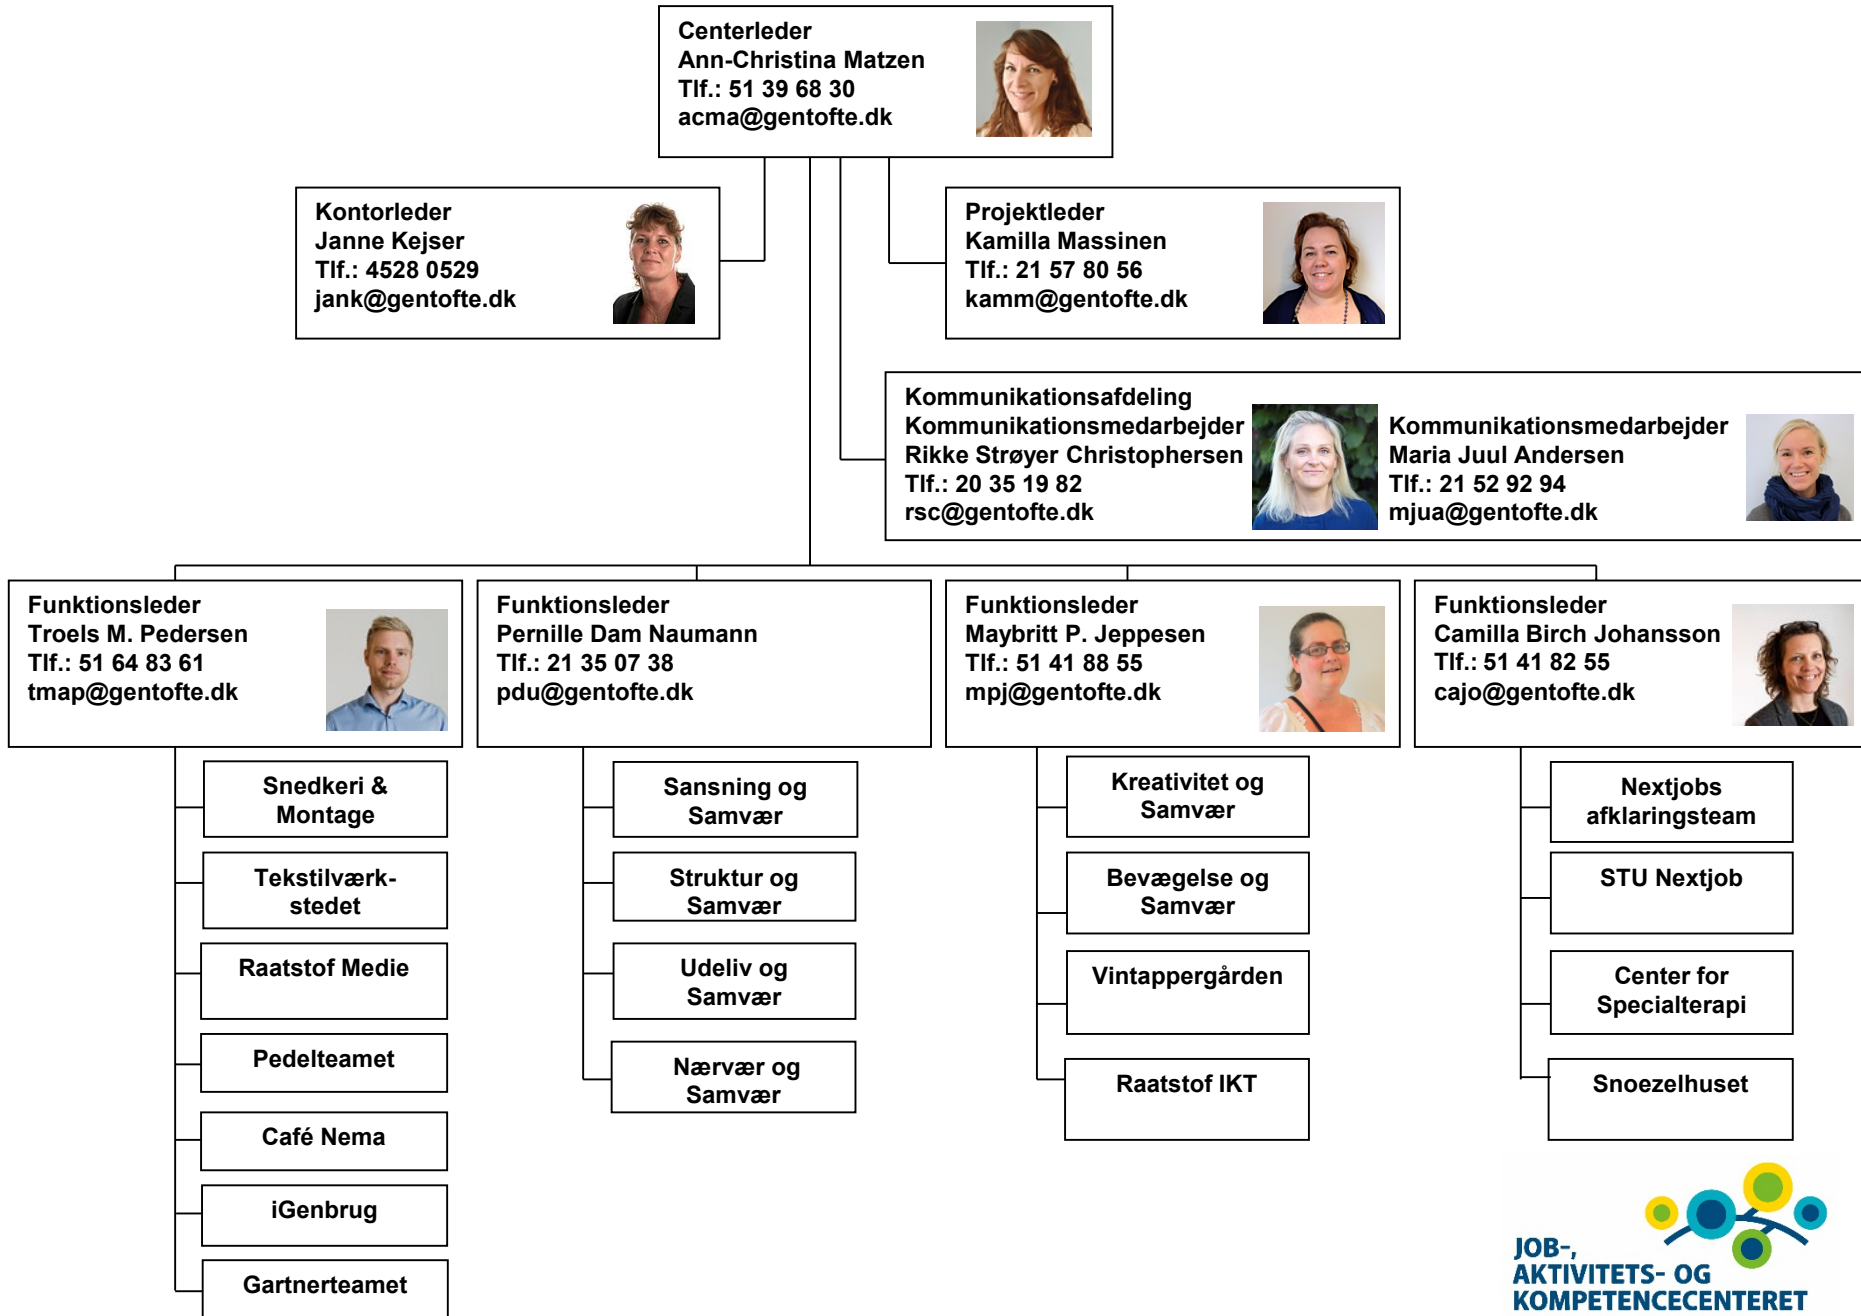 Centerleder
Ann-Christina Matzen
Tlf.: 51 39 68 30
acma@gentofte.dk
Kontorleder
Janne Kejser
Tlf.: 4528 0529
jank@gentofte.dk
Projektleder
Kamilla Massinen
Tlf.: 21 57 80 56
kamm@gentofte.dk
Kommunikationsafdeling
Kommunikationsmedarbejder
Rikke Strøyer Christophersen
Tlf.: 20 35 19 82
rsc@gentofte.dk
Kommunikationsmedarbejder
Maria Juul Andersen
Tlf.: 21 52 92 94
mjua@gentofte.dk
Funktionsleder
Troels M. Pedersen
Tlf.: 51 64 83 61
tmap@gentofte.dk
Funktionsleder
Pernille Dam Naumann
Tlf.: 21 35 07 38
pdu@gentofte.dk
Funktionsleder
Maybritt P. Jeppesen
Tlf.: 51 41 88 55
mpj@gentofte.dk
Funktionsleder
Camilla Birch Johansson
Tlf.: 51 41 82 55
cajo@gentofte.dk
Snedkeri &
Montage
Tekstilværk-
stedet
Raatstof Medie
Pedelteamet
Café Nema
iGenbrug
Gartnerteamet
Sansning og
Samvær
Struktur og
Samvær
Udeliv og
Samvær
Nærvær og
Samvær
Kreativitet og
Samvær
Bevægelse og
Samvær
Vintappergården
Raatstof IKT
Nextjobs
afklaringsteam
STU Nextjob
Center for
Specialterapi
Snoezelhuset
JOB-,
AKTIVITETS- OG
KOMPETENCECENTERET